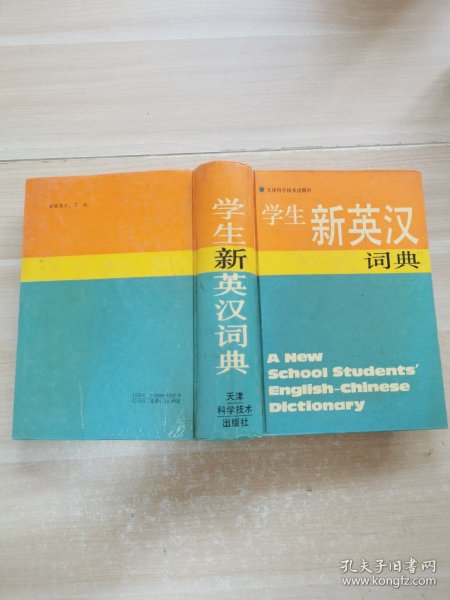 天津科学技术出版社
学生 新英汉
词典
A New
School Students'
English-Chinese
Dictionary
学生新英汉词典
天津
科学技术
出版社
孔夫子旧书网
www.kongfz.com